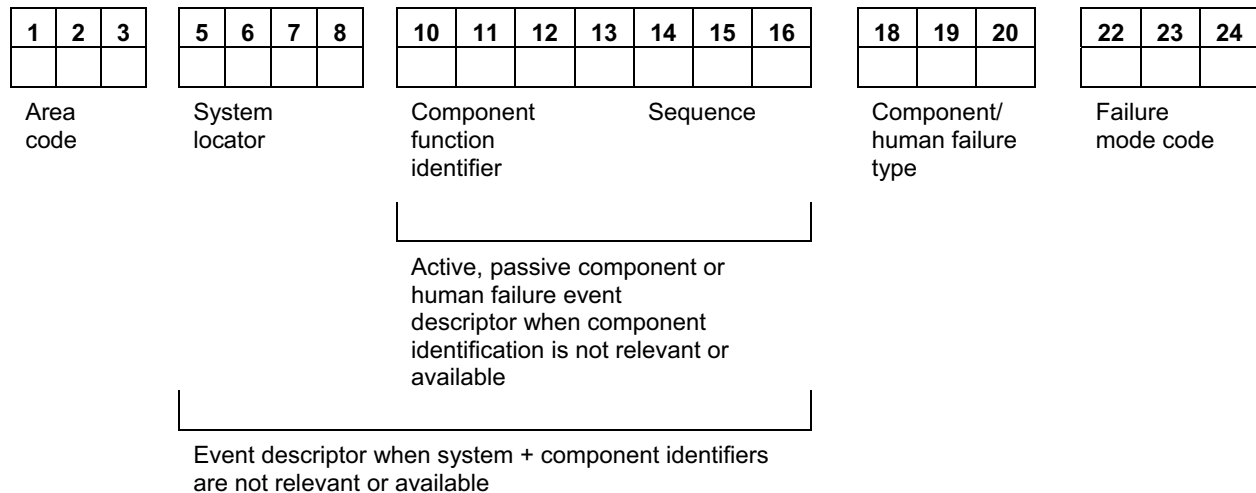 1 2 3 5 6 7 8 10 11 12 13 14 15 16 18 19 20 22 23 24
Area
code
System
locator
Component
function
identifier
Sequence
Component/
human failure
type
Failure
mode code
Active, passive component or
human failure event
descriptor when component
identification is not relevant or
available
Event descriptor when system + component identifiers
are not relevant or available